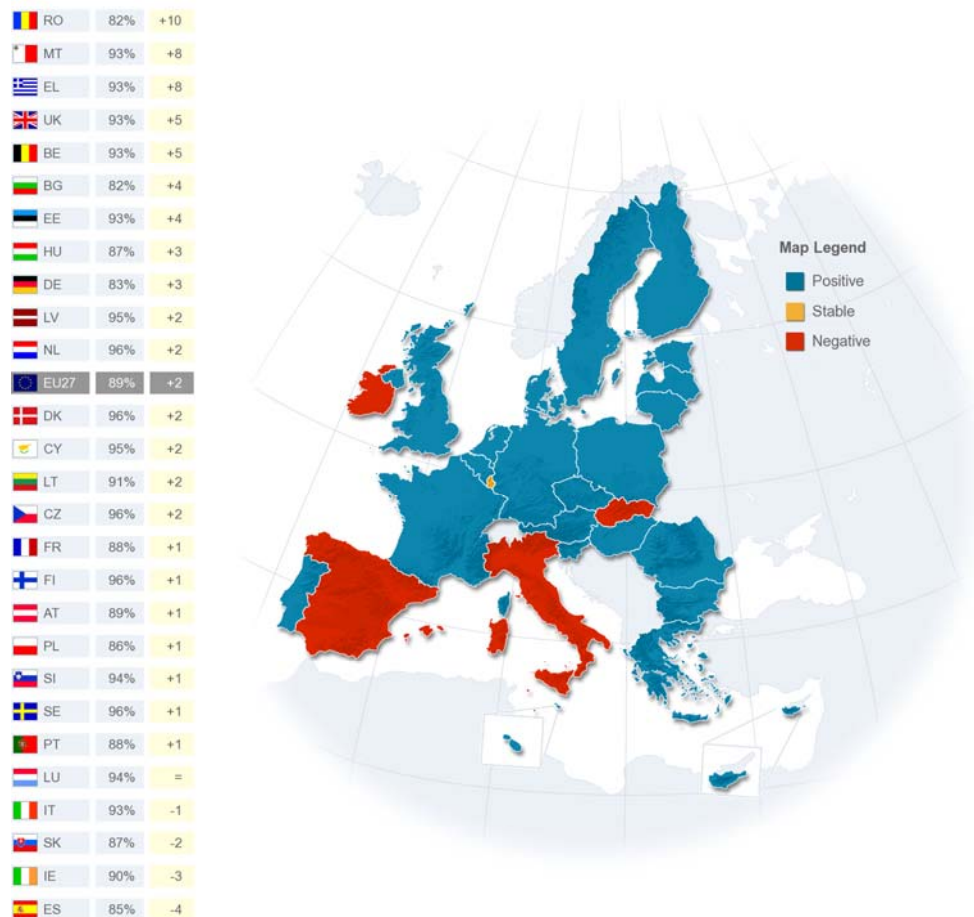 RO 82% +10
MT 93% +8
EL 93% +8
UK 93% +5
BE 93% +5
BG 82% +4
EE 93% +4
HU 87% +3
DE 83% +3
LV 95% +2
NL 96% +2
EU27 89% +2
DK 96% +2
CY 95% +2
LT 91% +2
CZ 96% +2
FR 88% +1
FI 96% +1
AT 89% +1
PL 86% +1
SI 94% +1
SE 96% +1
PT 88% +1
LU 94% =
IT 93% -1
SK 87% -2
IE 90% -3
ES 85% -4
Map Legend
Positive
Stable
Negative